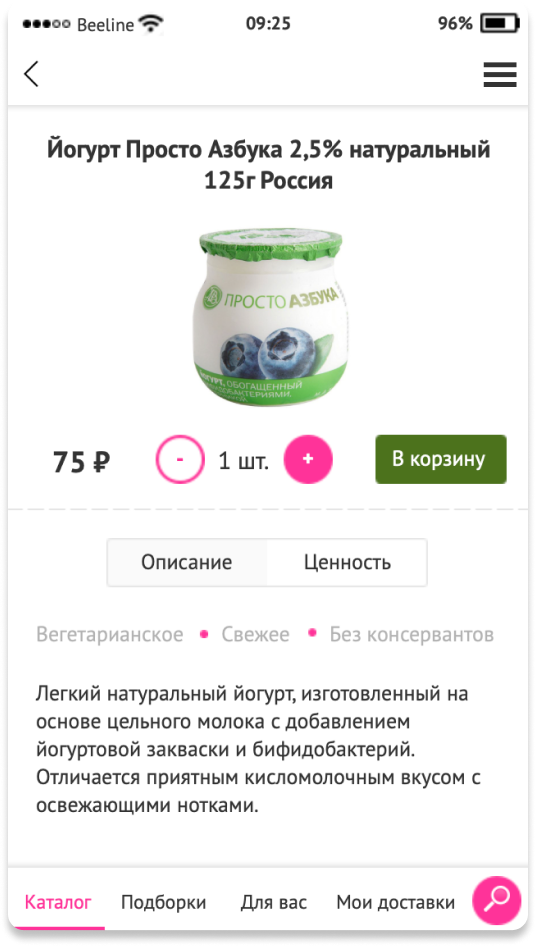 Beeline 09:25 96%
Йогурт Просто Азбука 2,5% натуральный
125г Россия
ПРОСТО АЗБУКА
ЙОГУРТ, ОБОГАЩЕННЫЙ
БИФИДОБАКТЕРИЯМИ
75 ₽ - 1 шт. + В корзину
Описание Ценность
Вегетарианское • Свежее • Без консервантов
Легкий натуральный йогурт, изготовленный на
основе цельного молока с добавлением
йогуртовой закваски и бифидобактерий.
Отличается приятным кисломолочным вкусом с
освежающими нотками.
Каталог Подборки Для вас Мои доставки